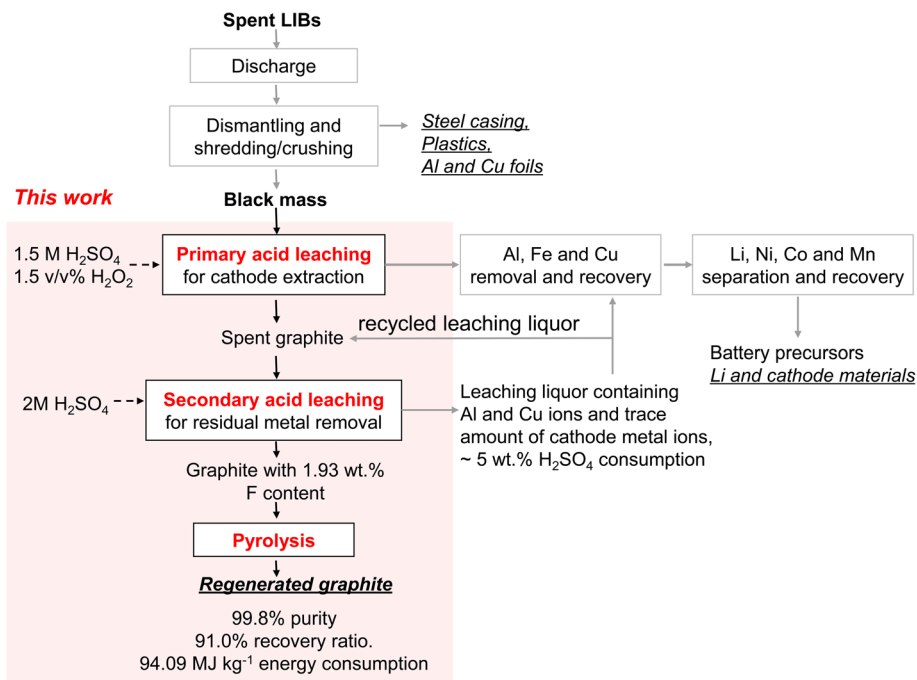 Spent LIBs
Discharge
Dismantling and
shredding/crushing
Steel casing,
Plastics,
Al and Cu foils
This work
Black mass
1.5 M H₂SO₄
1.5 v/v% H₂O₂
Primary acid leaching
for cathode extraction
Al, Fe and Cu
removal and recovery
Li, Ni, Co and Mn
separation and recovery
Spent graphite
recycled leaching liquor
Battery precursors
Li and cathode materials
2M H₂SO₄
Secondary acid leaching
for residual metal removal
Leaching liquor containing
Al and Cu ions and trace
amount of cathode metal ions,
~ 5 wt.% H₂SO₄ consumption
Graphite with 1.93 wt.%
F content
Pyrolysis
Regenerated graphite
99.8% purity
91.0% recovery ratio.
94.09 MJ kg⁻¹ energy consumption